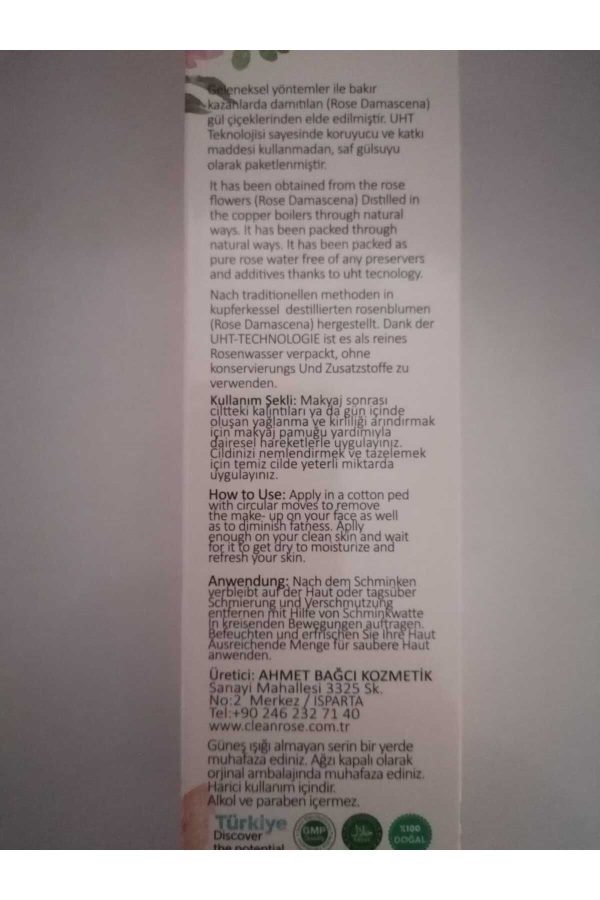 Geleneksel yöntemler ile bakır
kazanlarda damıtılan (Rose Damascena)
gül çiçeklerinden elde edilmiştir. UHT
Teknolojisi sayesinde koruyucu ve katkı
maddesi kullanmadan, saf gülsuyu
olarak paketlenmiştir.
It has been obtained from the rose
flowers (Rose Damascena) Distilled in
the copper boilers through natural
ways. It has been packed through
natural ways. It has been packed as
pure rose water free of any preservers
and additives thanks to uht tecnology.
Nach traditionellen methoden in
kupferkessel destillierten rosenblumen
(Rose Damascena) hergestellt. Dank der
UHT-TECHNOLOGIE ist es als reines
Rosenwasser verpackt, ohne
konservierungs Und Zusatzstoffe zu
verwenden.
Kullanım Şekli: Makyaj sonrası
ciltteki kalıntıları ya da gün içinde
oluşan yağlanma ve kirliliği arındırmak
için makyaj pamuğu yardımıyla
dairesel hareketlerle uygulayınız.
Cildinizi nemlendirmek ve tazelemek
için temiz cilde yeterli miktarda
uygulayınız.
How to Use: Apply in a cotton ped
with circular moves to remove
the make- up on your face as well
as to diminish fatness. Aplly
enough on your clean skin and wait
for it to get dry to moisturize and
refresh your skin.
Anwendung: Nach dem Schminken
verbleibt auf der Haut oder tagsüber
Schmierung und Verschmutzung
entfernen mit Hilfe von Schminkwatte
In kreisenden Bewegungen auftragen.
Befeuchten und erfrischen Sie Ihre Haut
Ausreichende Menge für saubere Haut
anwenden.
Üretici: AHMET BAĞCI KOZMETİK
Sanayi Mahallesi 3325 Sk.
No:2 Merkez / ISPARTA
Tel:+90 246 232 71 40
www.cleanrose.com.tr
Güneş ışığı almayan serin bir yerde
muhafaza ediniz. Ağzı kapalı olarak
orjinal ambalajında muhafaza ediniz.
Harici kullanım içindir.
Alkol ve paraben içermez.
Türkiye
Discover
the potential
GMP
%100
DOĞAL